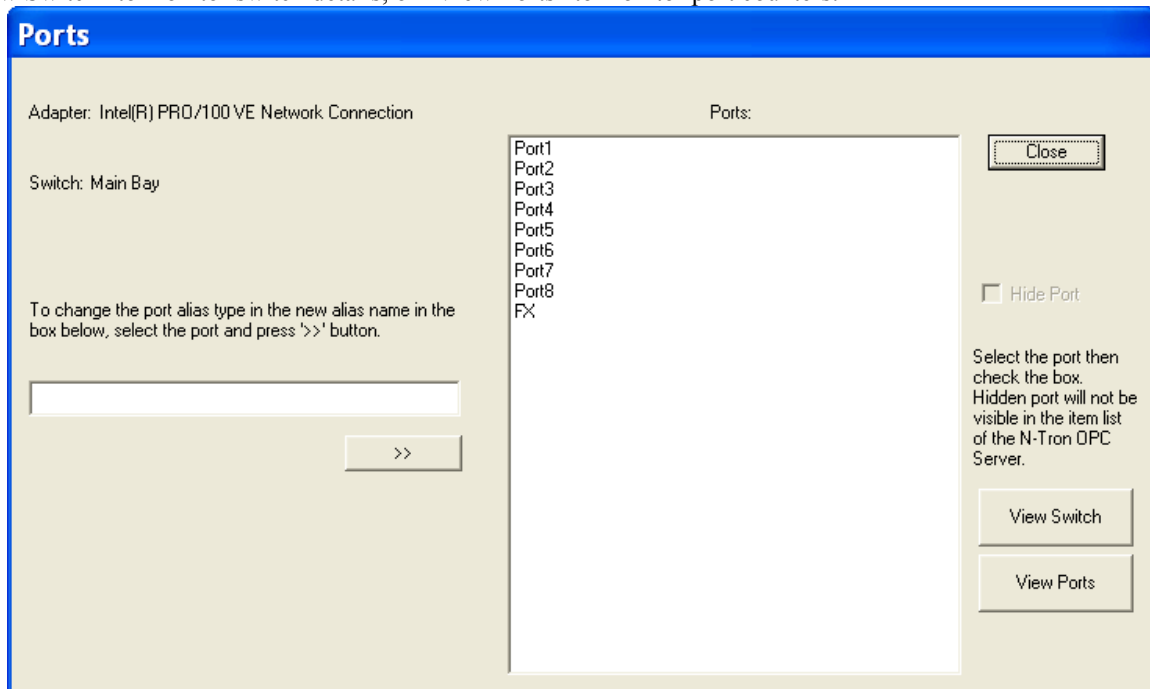 Ports
Adapter: Intel(R) PRO/100 VE Network Connection
Ports:
Switch: Main Bay
To change the port alias type in the new alias name in the
box below, select the port and press '>>' button.
>>
Port1
Port2
Port3
Port4
Port5
Port6
Port7
Port8
FX
Close
Hide Port
Select the port then
check the box.
Hidden port will not be
visible in the item list
of the N-Tron OPC
Server.
View Switch
View Ports